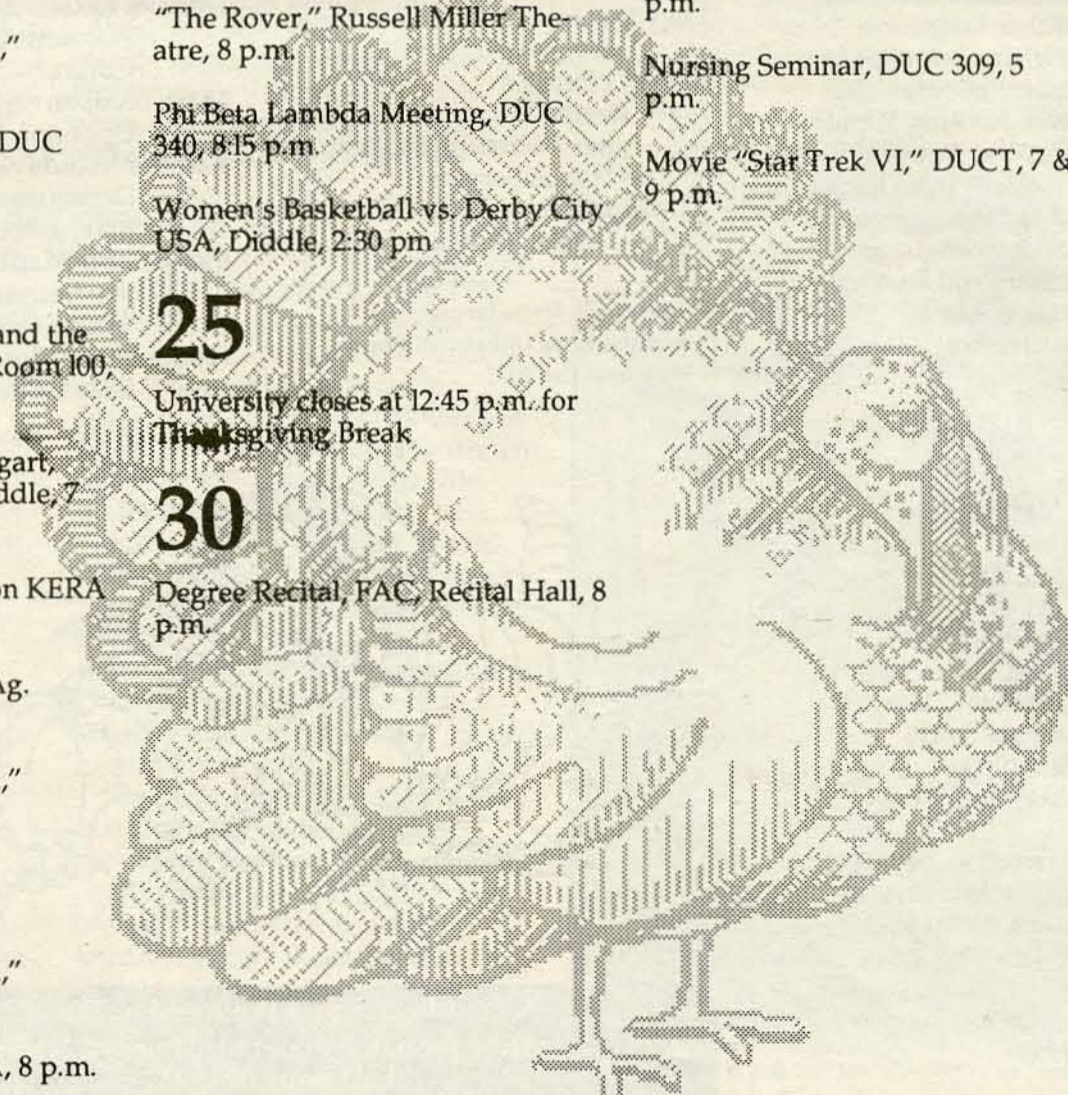 ,"
DUC
and the
Room 100,
gart,
ddle, 7
on KERA
Ag.
,"
,"
, 8 p.m.
"The Rover," Russell Miller The-
atre, 8 p.m.
Phi Beta Lambda Meeting, DUC
340, 8:15 p.m.
Women's Basketball vs. Derby City
USA, Diddle, 2:30 pm
25
University closes at 12:45 p.m. for
Thanksgiving Break
30
Degree Recital, FAC, Recital Hall, 8
p.m.
p.m.
Nursing Seminar, DUC 309, 5
p.m.
Movie "Star Trek VI," DUCT, 7 &
9 p.m.